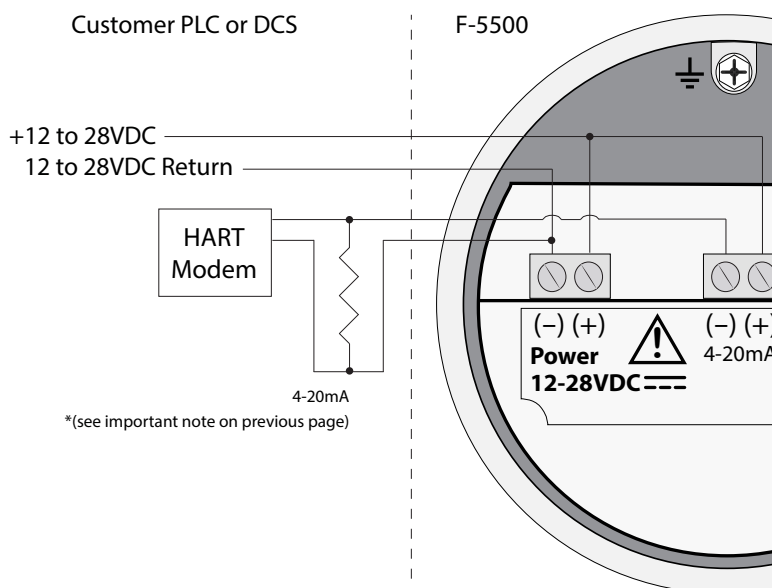 Customer PLC or DCS
F-5500
+12 to 28VDC
12 to 28VDC Return
HART
Modem
(–) (+)
(–) (+)
Power
4-20mA
12-28VDC
4-20mA
*(see important note on previous page)